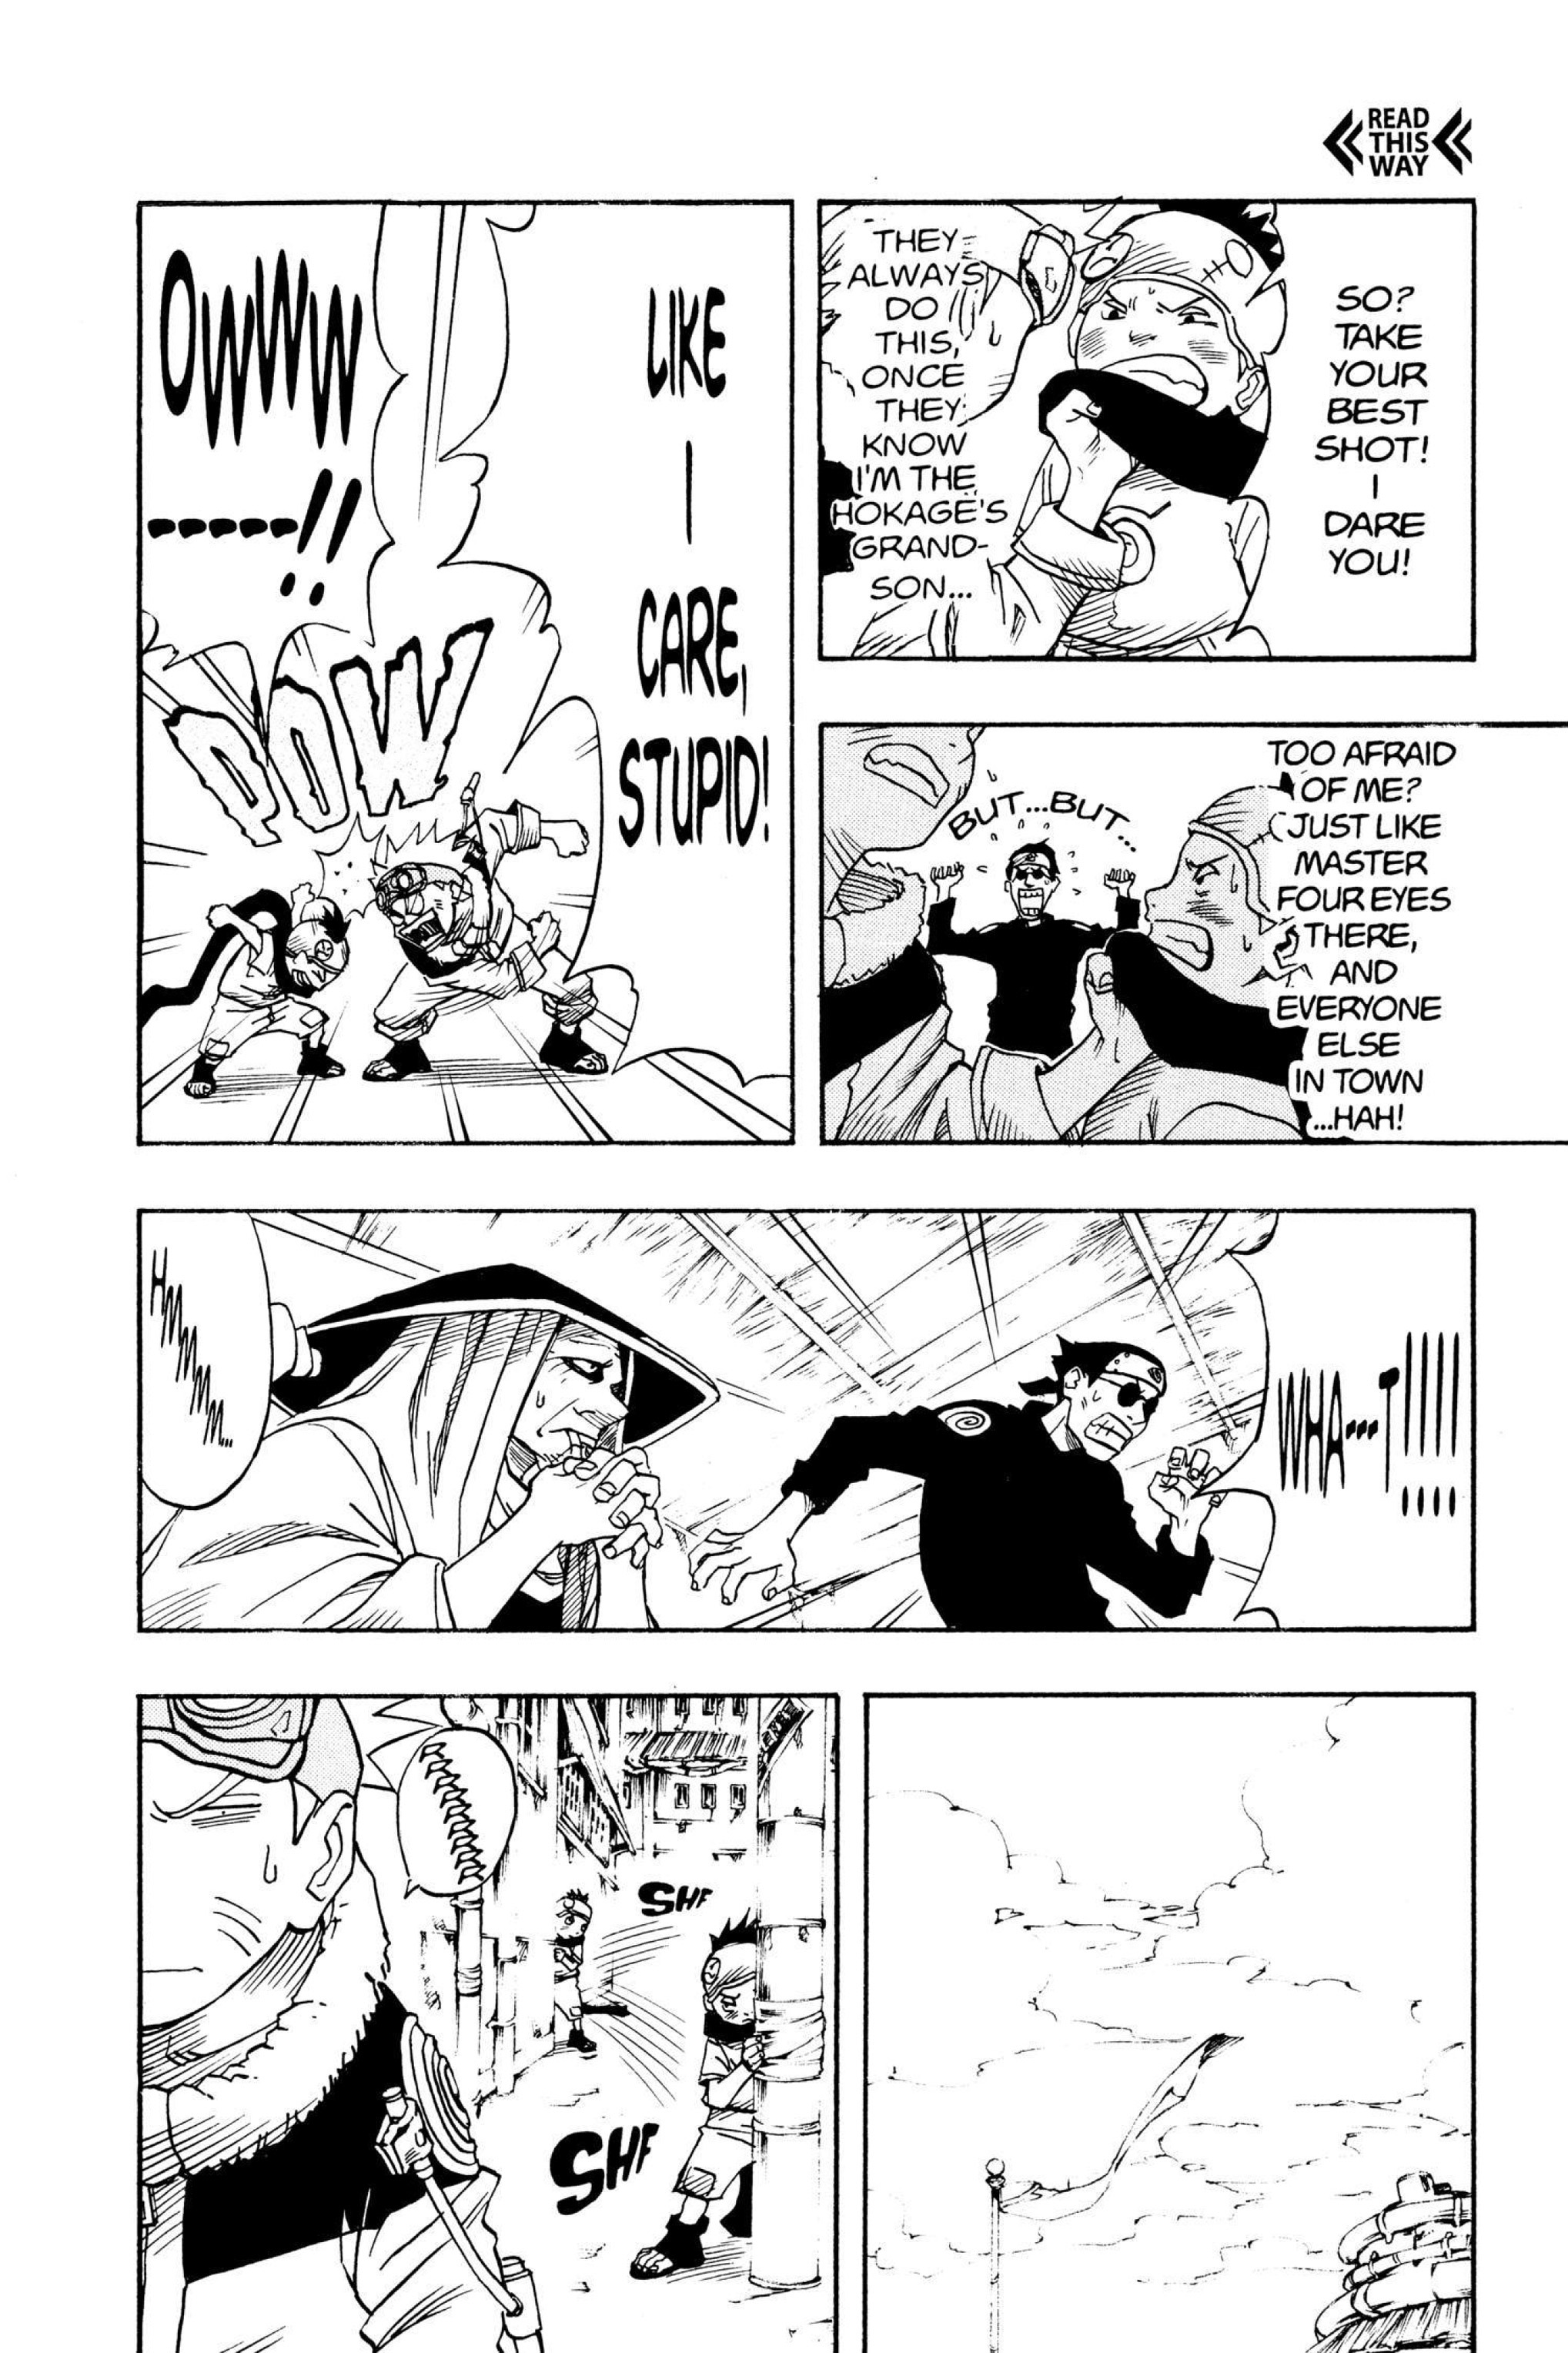 READ
THIS
WAY
SO?
TAKE
YOUR
BEST
SHOT!
I
DARE
YOU!
THEY
ALWAYS
DO
THIS,
ONCE
THEY
KNOW
I'M THE
HOKAGE'S
GRAND-
SON...
TOO AFRAID
OF ME?
JUST LIKE
MASTER
FOUR EYES
THERE,
AND
EVERYONE
ELSE
IN TOWN
...HAH!
BUT...BUT...
LIKE
I
CARE,
STUPID!
OWWW
-----!!
POW
WHA---T!!!!
HMMMMM...
SHF
SHF
RRRRRRRRR